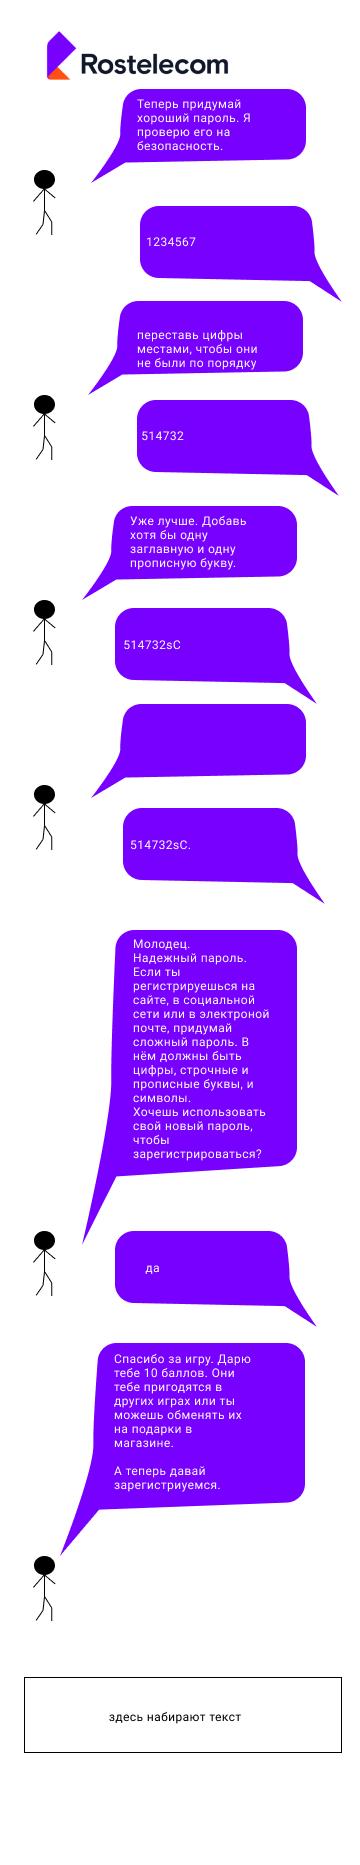 Rostelecom
Теперь придумай
хороший пароль. Я
проверю его на
безопасность.
1234567
переставь цифры
местами, чтобы они
не были по порядку
514732
Уже лучше. Добавь
хотя бы одну
заглавную и одну
прописную букву.
514732sC
514732sC.
Молодец.
Надежный пароль.
Если ты
регистрируешься на
сайте, в социальной
сети или в электроной
почте, придумай
сложный пароль. В
нём должны быть
цифры, строчные и
прописные буквы, и
символы.
Хочешь использовать
свой новый пароль,
чтобы
зарегистрироваться?
да
Спасибо за игру. Дарю
тебе 10 баллов. Они
тебе пригодятся в
других играх или ты
можешь обменять их
на подарки в
магазине.
А теперь давай
зарегистриуемся.
здесь набирают текст